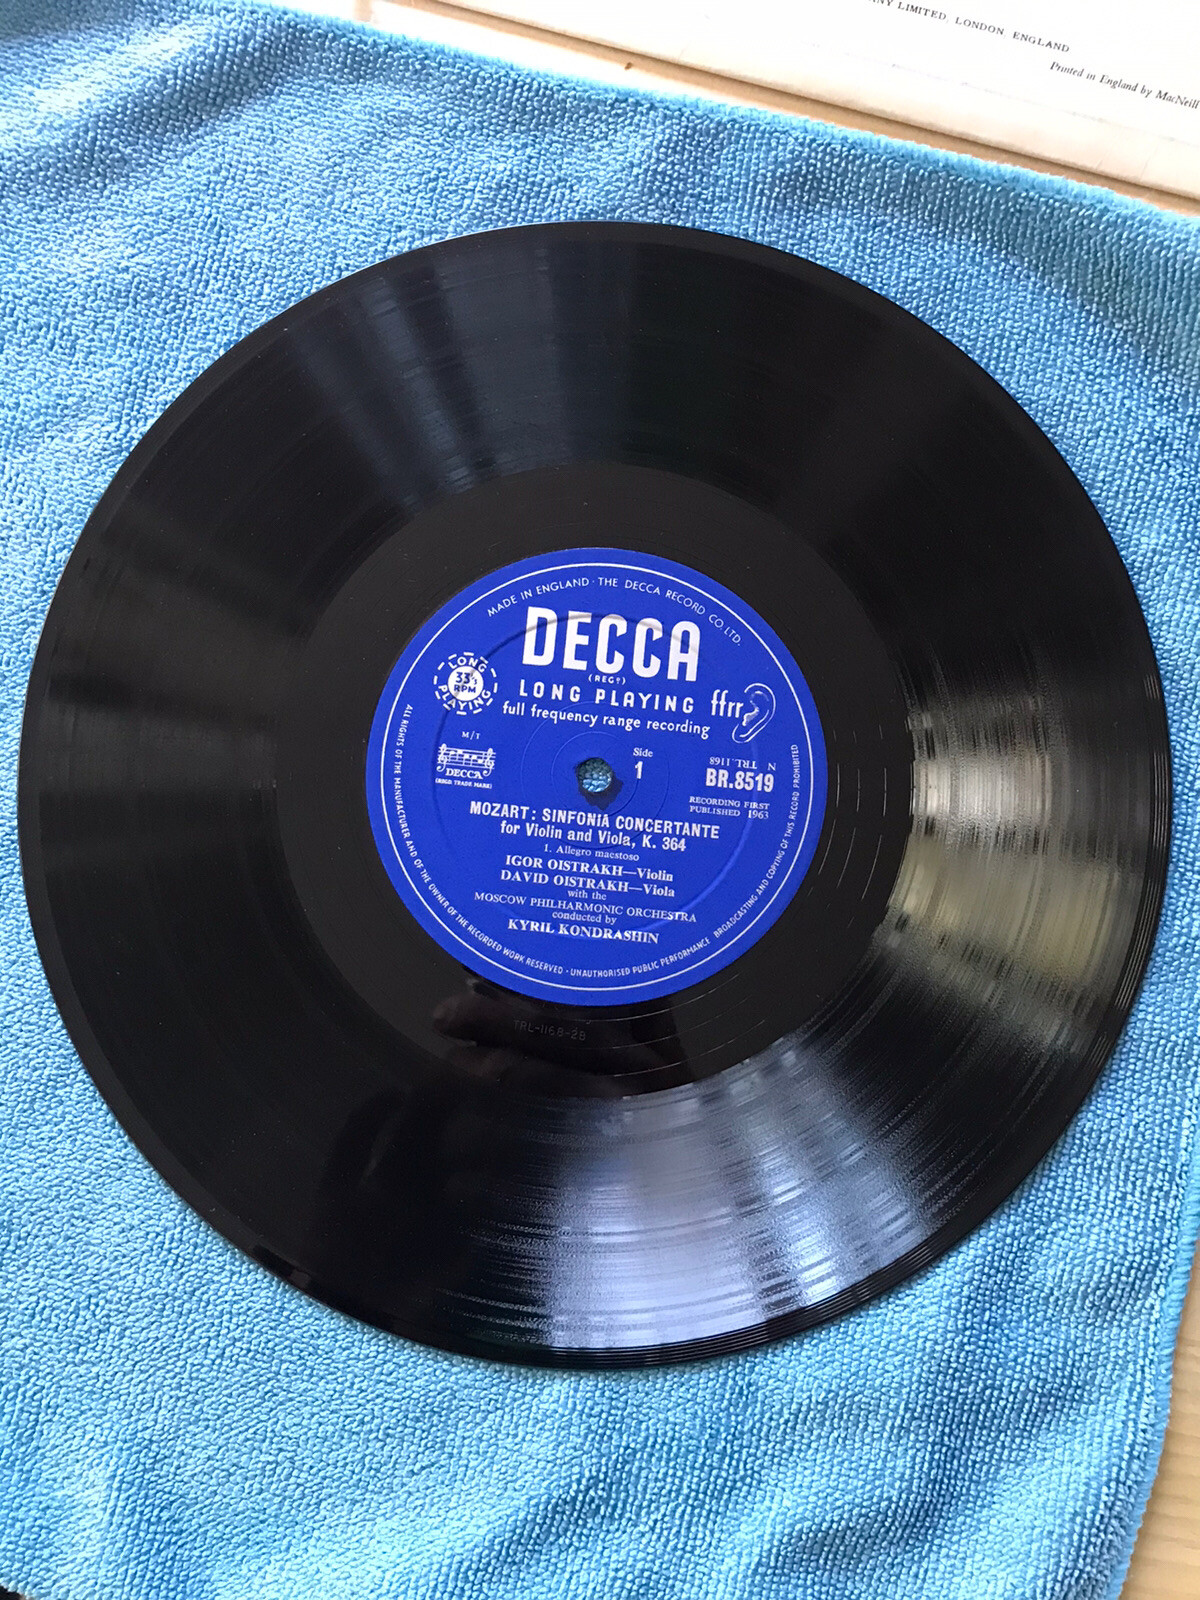 NY LIMITED, LONDON ENGLAND
Printed in England by MacNeill
MADE IN ENGLAND · THE DECCA RECORD CO. LTD.
DECCA
(REGD)
LONG PLAYING
ffrr
full frequency range recording
LONG
33⅓
RPM
PLAYING
M/T
DECCA
(REGD. TRADE MARK)
Side
1
N
TRL.1168
BR.8519
RECORDING FIRST
PUBLISHED 1963
MOZART: SINFONIA CONCERTANTE
for Violin and Viola, K. 364
1. Allegro maestoso
IGOR OISTRAKH—Violin
DAVID OISTRAKH—Viola
with the
MOSCOW PHILHARMONIC ORCHESTRA
conducted by
KYRIL KONDRASHIN
ALL RIGHTS OF THE MANUFACTURER AND OF THE OWNER OF THE RECORDED WORK RESERVED · UNAUTHORISED PUBLIC PERFORMANCE BROADCASTING AND COPYING OF THIS RECORD PROHIBITED
TRL-1168-2B